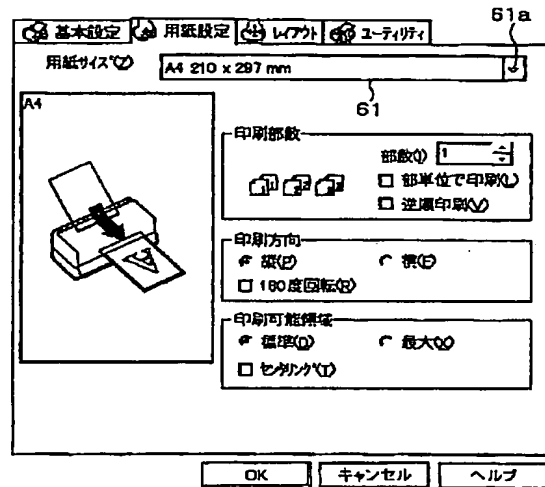 61a
基本設定 用紙設定 レイアウト ユーティリティ
用紙サイズ(Z) A4 210 x 297 mm
61
A4
印刷部数
部数(I) 1
部単位で印刷(L)
逆順印刷(V)
印刷方向
縦(P) 横(E)
180度回転(R)
印刷可能領域
標準(D) 最大(X)
センタリング(T)
OK キャンセル ヘルプ